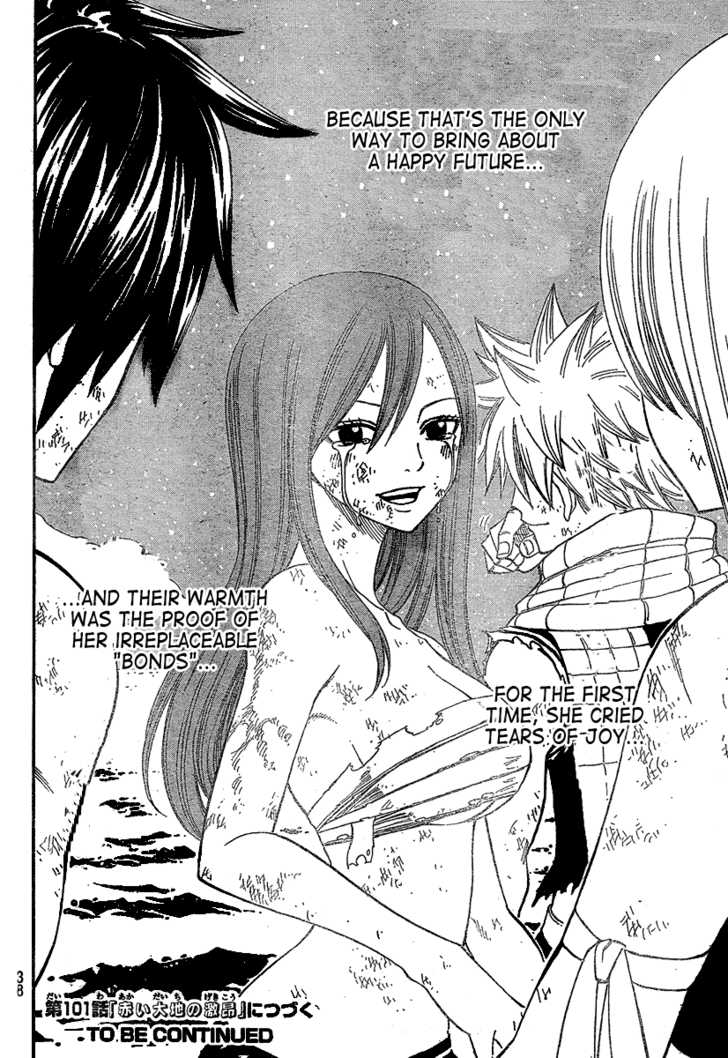 BECAUSE THAT'S THE ONLY
WAY TO BRING ABOUT
A HAPPY FUTURE...
...AND THEIR WARMTH
WAS THE PROOF OF
HER IRREPLACEABLE
"BONDS"...
FOR THE FIRST
TIME, SHE CRIED
TEARS OF JOY...
38
第101話「赤い大地の激昂」につづく
TO BE CONTINUED